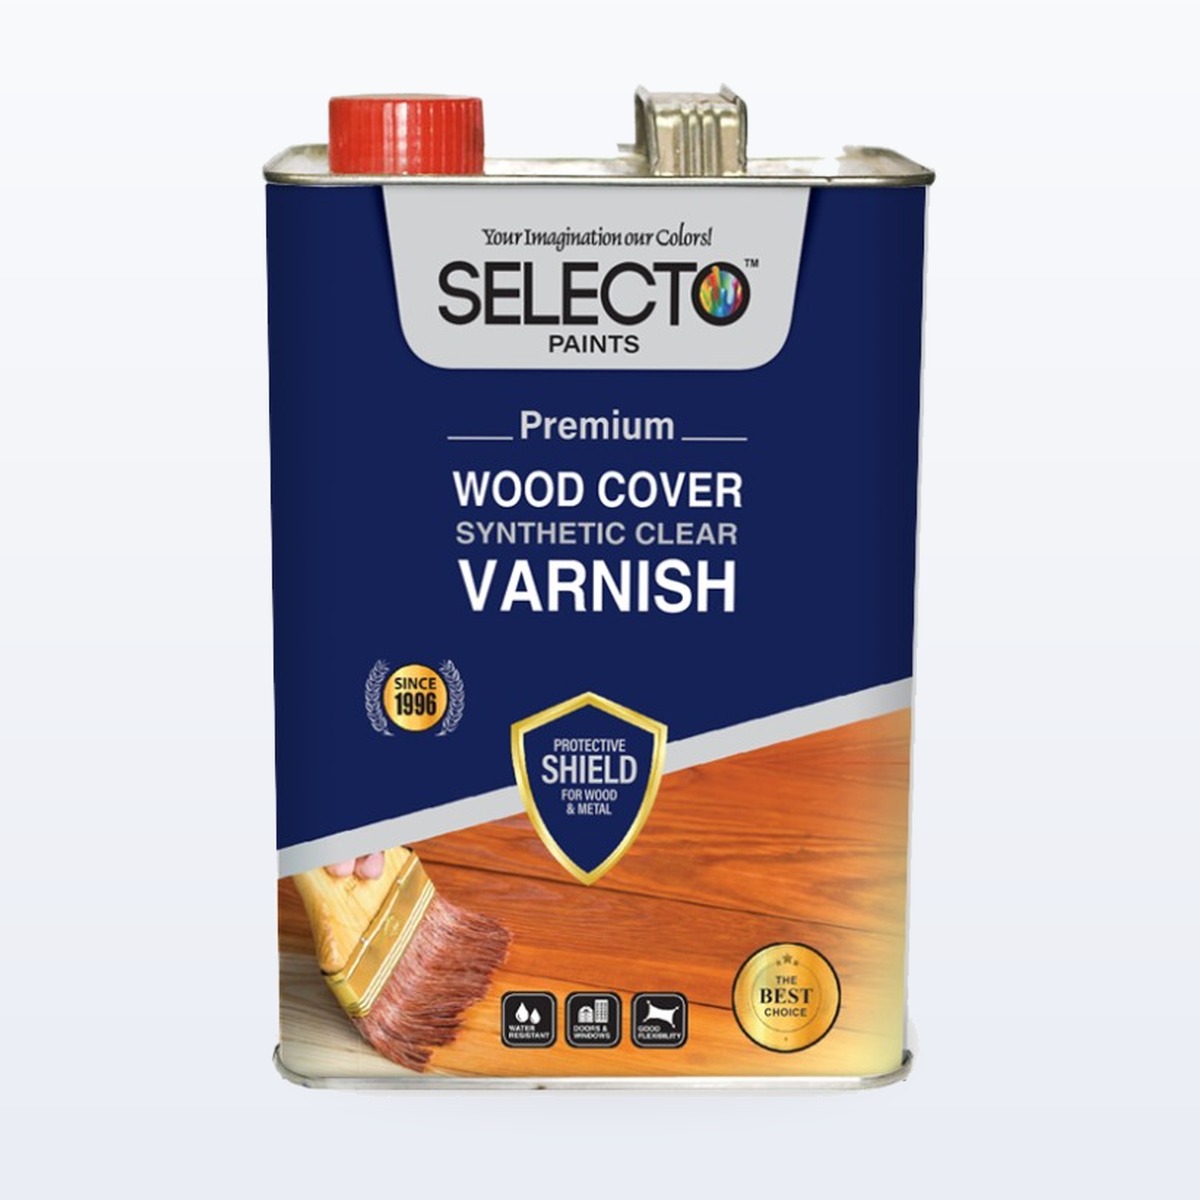 Your Imagination our Colors!
SELECTO™
PAINTS
Premium
WOOD COVER
SYNTHETIC CLEAR
VARNISH
SINCE
1996
PROTECTIVE
SHIELD
FOR WOOD
& METAL
WATER
RESISTANT
DOORS &
WINDOWS
GOOD
FLEXIBILITY
THE
BEST
CHOICE